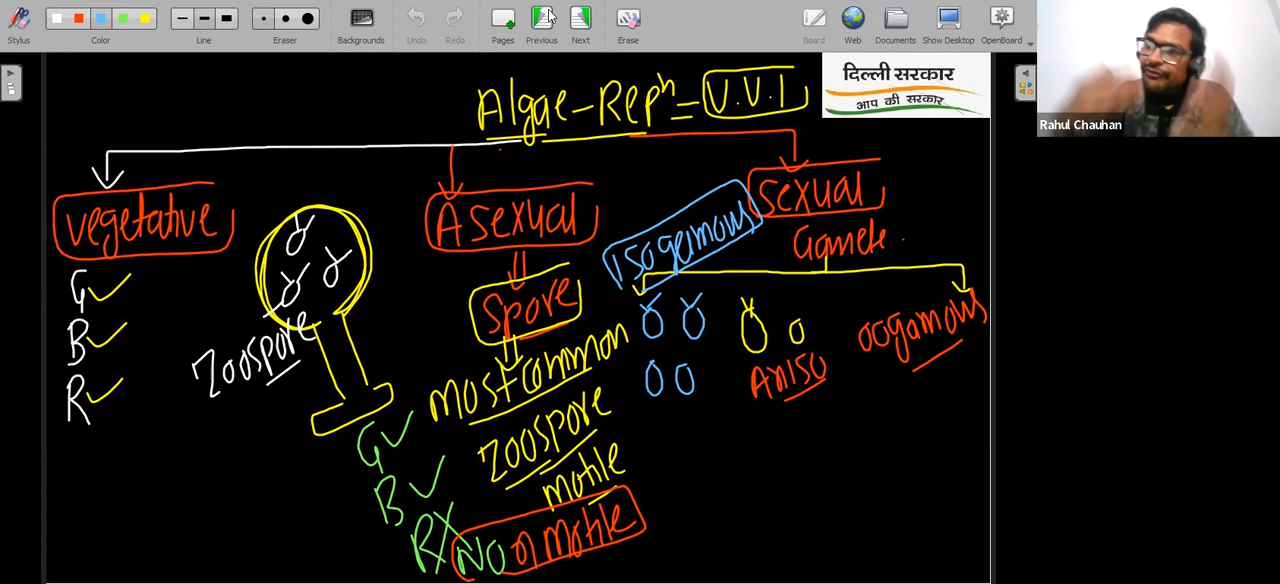 Stylus
Color
Line
Eraser
Backgrounds
Undo
Redo
Pages
Previous
Next
Erase
Board
Web
Documents
Show Desktop
OpenBoard
दिल्ली सरकार
आप की सरकार
Rahul Chauhan
Algae-Repⁿ = V.V.I
vegetative
Asexual
sexual
Gamete
Isogamous
G✓
B✓
R✓
Zoospore
Spore
most common
zoospore
motile
Aniso
oogamous
G✓
B✓
RX
NOn motile